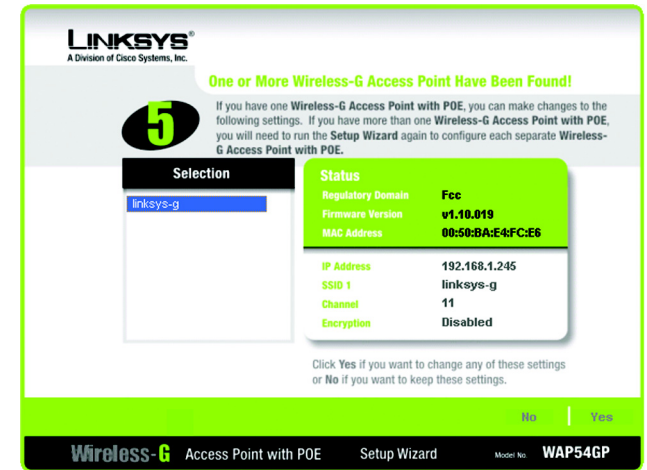 LINKSYS®
A Division of Cisco Systems, Inc.
One or More Wireless-G Access Point Have Been Found!
5
If you have one Wireless-G Access Point with POE, you can make changes to the
following settings. If you have more than one Wireless-G Access Point with POE,
you will need to run the Setup Wizard again to configure each separate Wireless-
G Access Point with POE.
Selection
linksys-g
Status
Regulatory Domain Fcc
Firmware Version v1.10.019
MAC Address 00:50:BA:E4:FC:E6
IP Address 192.168.1.245
SSID 1 linksys-g
Channel 11
Encryption Disabled
Click Yes if you want to change any of these settings
or No if you want to keep these settings.
No Yes
Wireless-G Access Point with POE Setup Wizard Model No. WAP54GP